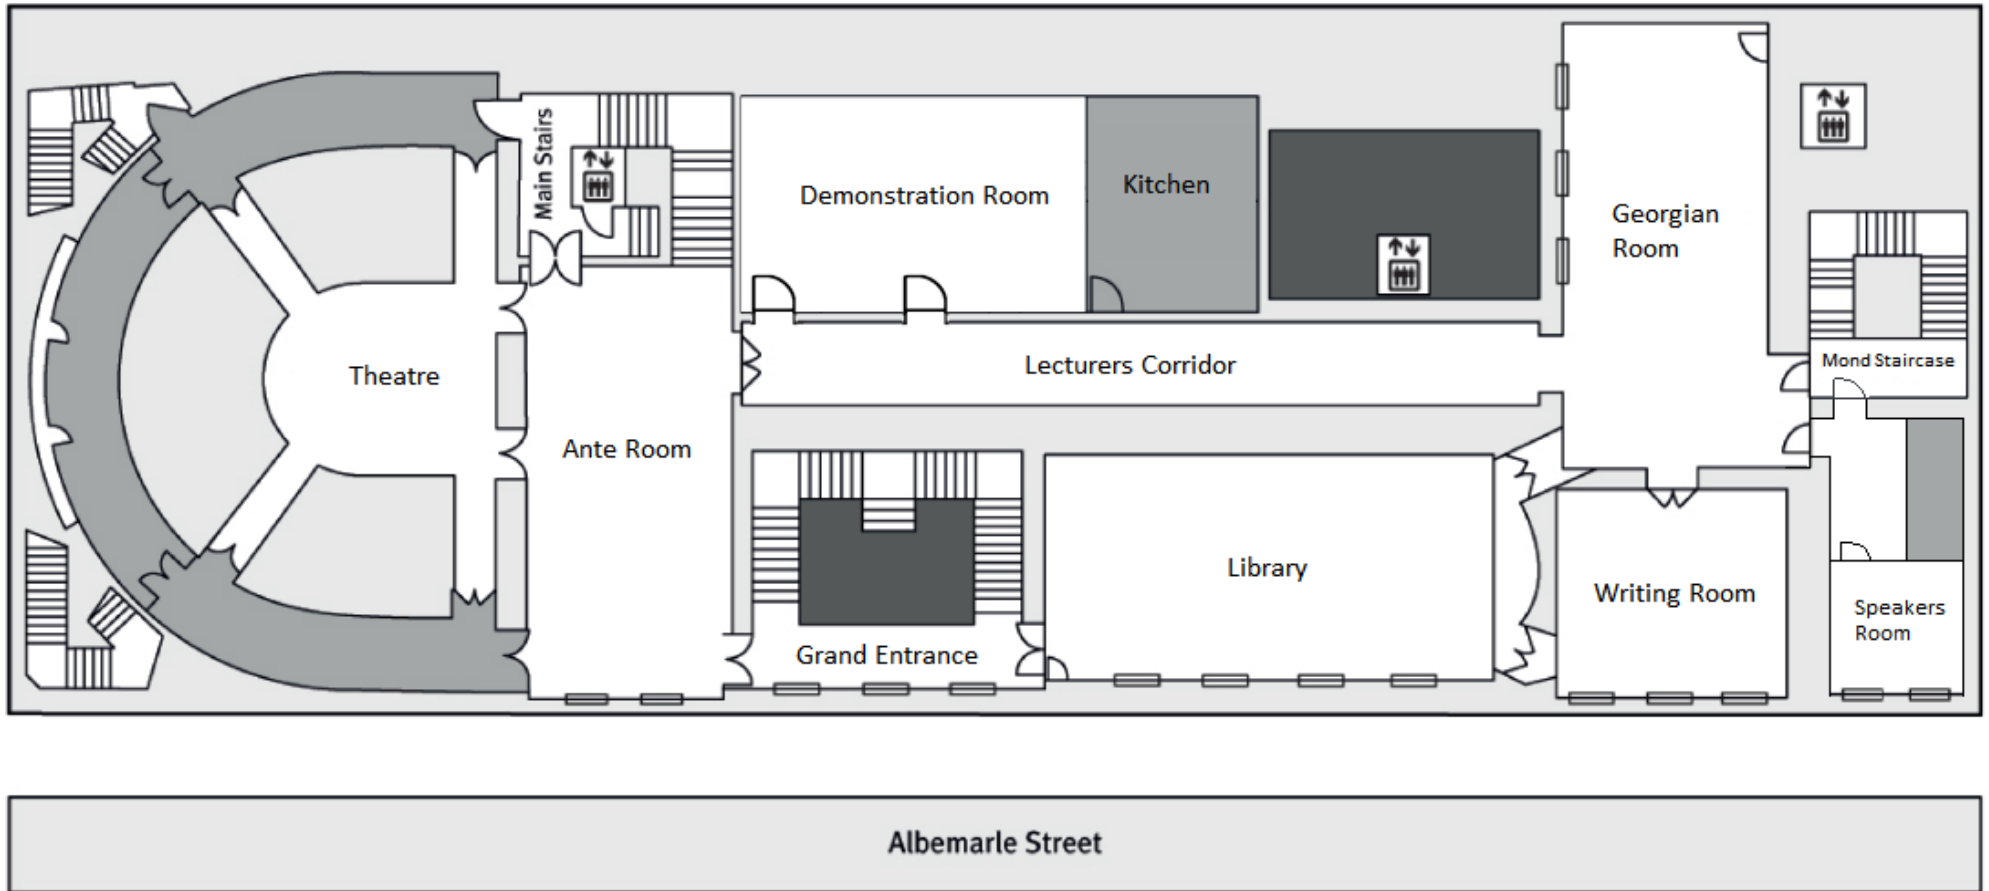 Main Stairs
Demonstration Room
Kitchen
Georgian
Room
Mond Staircase
Lecturers Corridor
Theatre
Ante Room
Library
Writing Room
Speakers
Room
Grand Entrance
Albemarle Street